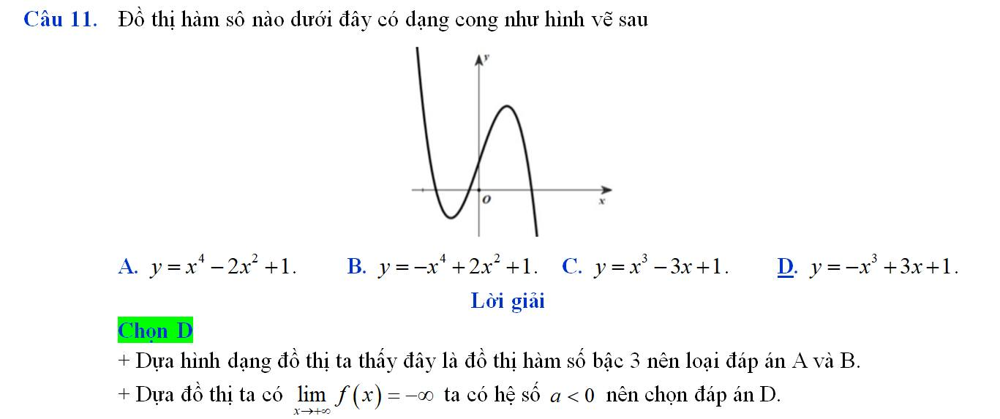 Câu 11. Đồ thị hàm sô nào dưới đây có dạng cong như hình vẽ sau
y
O
x
A. y = x⁴ − 2x² + 1. B. y = −x⁴ + 2x² + 1. C. y = x³ − 3x + 1. D. y = −x³ + 3x + 1.
Lời giải
Chọn D
+ Dựa hình dạng đồ thị ta thấy đây là đồ thị hàm số bậc 3 nên loại đáp án A và B.
+ Dựa đồ thị ta có lim x→+∞ f(x) = −∞ ta có hệ số a < 0 nên chọn đáp án D.